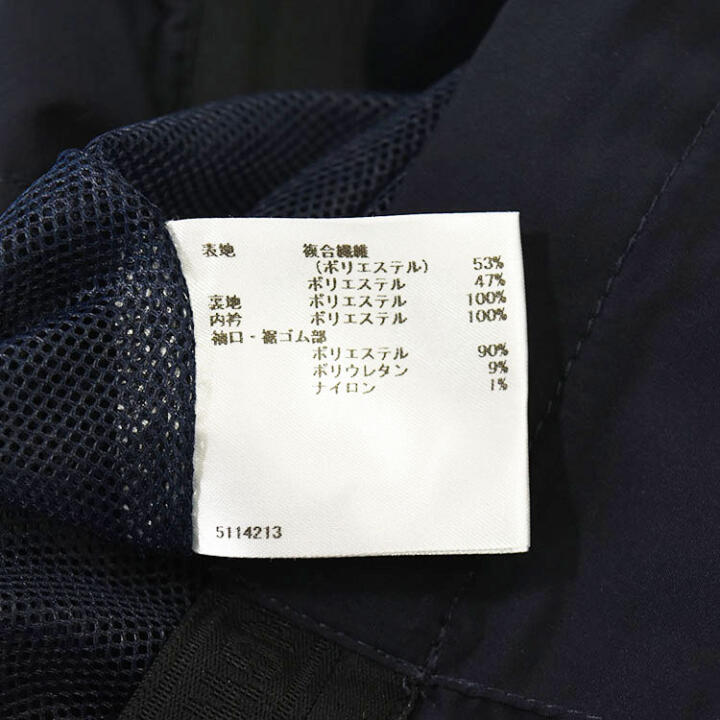 表地 複合繊維
(ポリエステル) 53%
ポリエステル 47%
裏地 ポリエステル 100%
内衿 ポリエステル 100%
袖口・裾ゴム部
ポリエステル 90%
ポリウレタン 9%
ナイロン 1%
5114213